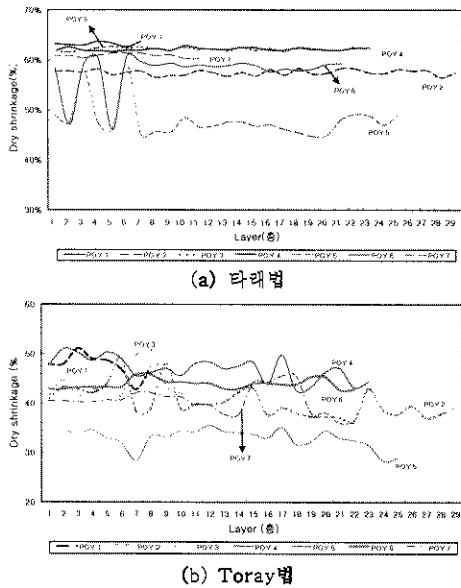 70%
60%
50%
40%
30%
Dry shrinkage(%)
POY 3
POY 1
POY 4
POY 7
POY 6
POY 2
POY 5
1 2 3 4 5 6 7 8 9 10 11 12 13 14 15 16 17 18 19 20 21 22 23 24 25 26 27 28 29
Layer(층)
POY 1 POY 2 POY 3 POY 4 POY 5 POY 6 POY 7
(a) 타래법
60
50
40
30
20
Dry shrinkage (%
POY 3
POY 1
POY 4
POY 6
POY 2
POY 7
POY 5
1 2 3 4 5 6 7 8 9 10 11 12 13 14 15 16 17 18 19 20 21 22 23 24 25 26 27 28 29
Layer (층)
POY 1 POY 2 POY 3 POY 4 POY 5 POY 6 POY 7
(b) Toray법